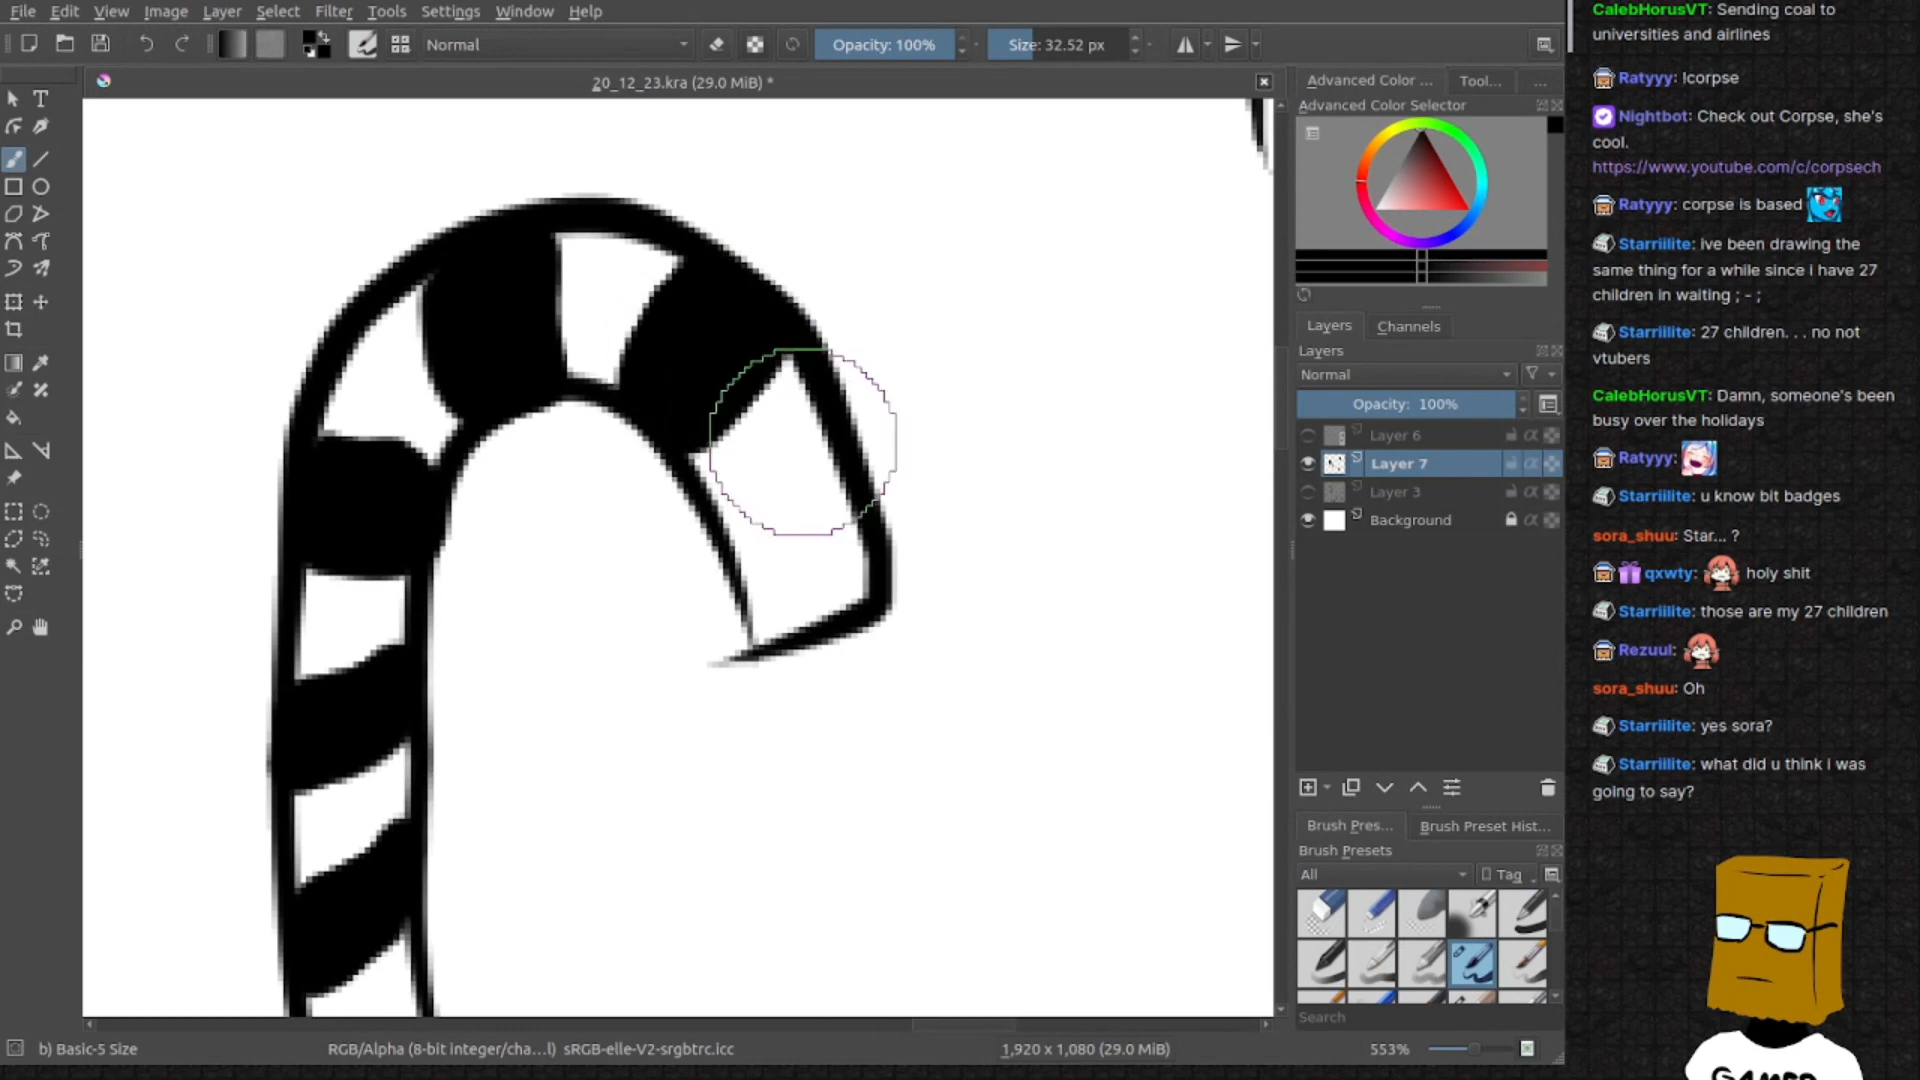 File Edit View Image Layer Select Filter Tools Settings Window Help
Normal
Opacity: 100%
Size: 32.52 px
20_12_23.kra (29.0 MiB) *
Advanced Color ...
Tool...
...
Advanced Color Selector
Layers
Channels
Layers
Normal
Opacity: 100%
Layer 6
Layer 7
Layer 3
Background
Brush Pres...
Brush Preset Hist...
Brush Presets
All
Tag
Search
b) Basic-5 Size
RGB/Alpha (8-bit integer/cha...l) sRGB-elle-V2-srgbtrc.icc
1,920 x 1,080 (29.0 MiB)
553%
CalebHorusVT: Sending coal to
universities and airlines
Ratyyy: !corpse
Nightbot: Check out Corpse, she's
cool.
https://www.youtube.com/c/corpsech
Ratyyy: corpse is based
Starriilite: ive been drawing the
same thing for a while since i have 27
children in waiting ; - ;
Starriilite: 27 children. . . no not
vtubers
CalebHorusVT: Damn, someone's been
busy over the holidays
Ratyyy:
Starriilite: u know bit badges
sora_shuu: Star... ?
qxwty: holy shit
Starriilite: those are my 27 children
Rezuul:
sora_shuu: Oh
Starriilite: yes sora?
Starriilite: what did u think i was
going to say?
GAMER